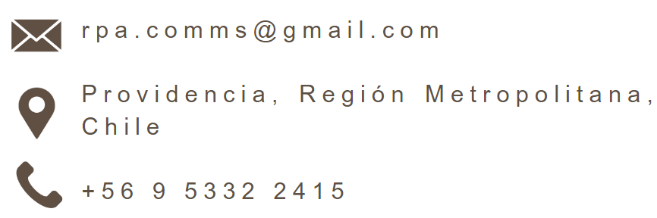 rpa.comms@gmail.com
Providencia, Región Metropolitana,
Chile
+56 9 5332 2415